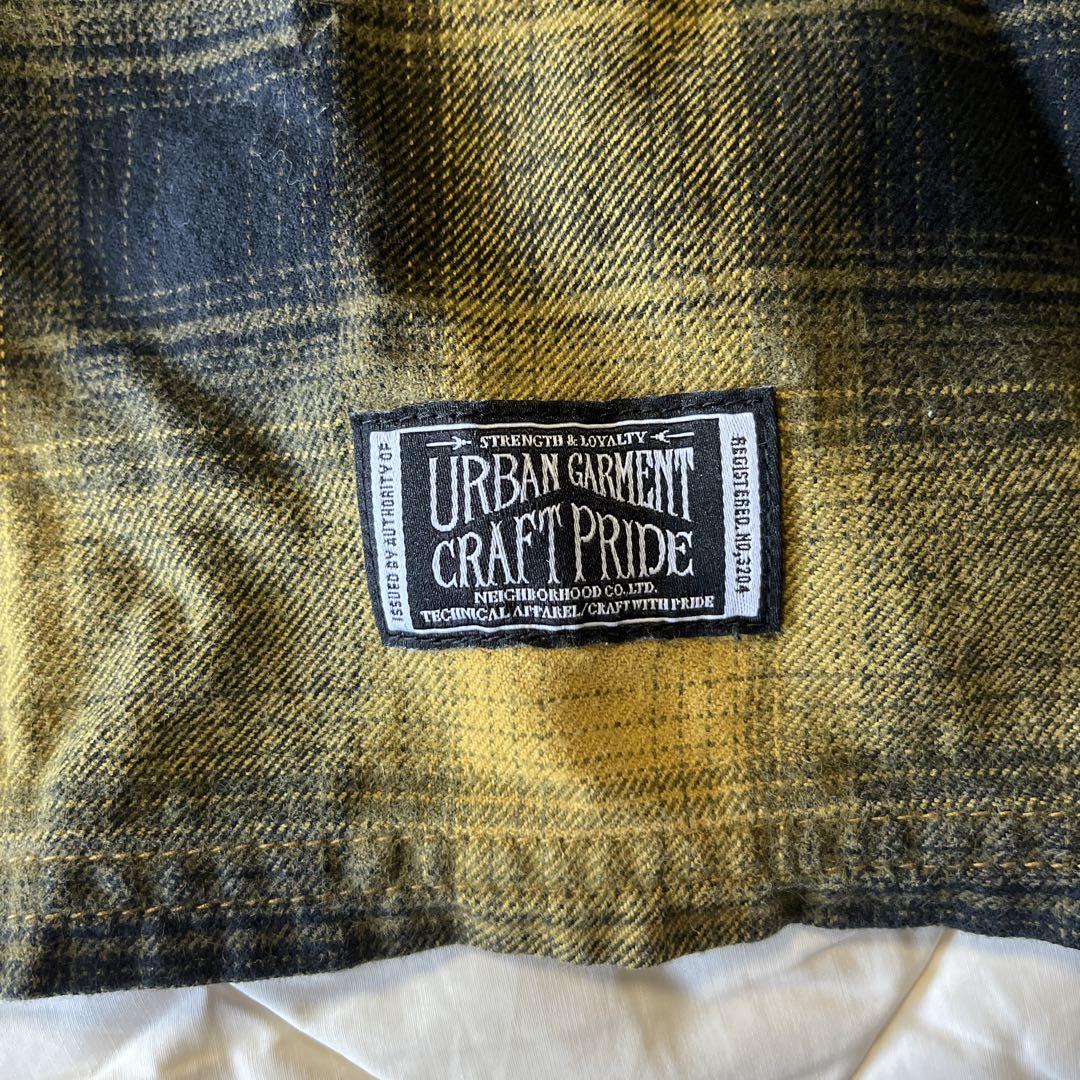 STRENGTH & LOYALTY
URBAN GARMENT
CRAFT PRIDE
NEIGHBORHOOD CO., LTD.
TECHNICAL APPAREL/CRAFT WITH PRIDE
ISSUED BY AUTHORITY OF
REGISTERED. NO, 3204